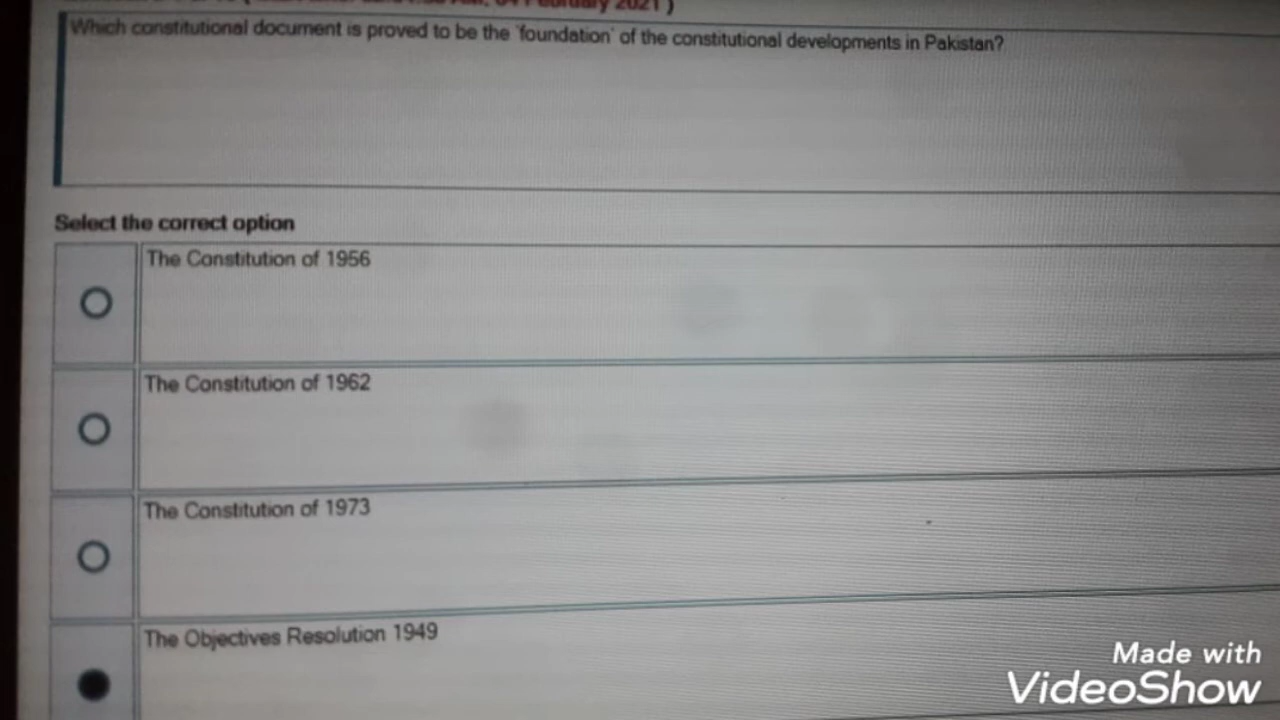 2021 )
Which constitutional document is proved to be the 'foundation' of the constitutional developments in Pakistan?
Select the correct option
The Constitution of 1956
The Constitution of 1962
The Constitution of 1973
The Objectives Resolution 1949
Made with
VideoShow